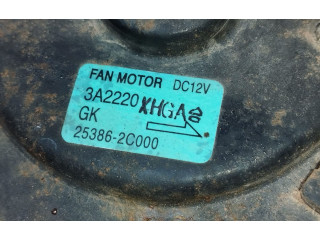 FAN MOTOR DC12V
3A2220 XHGA
GK
25386-2C000